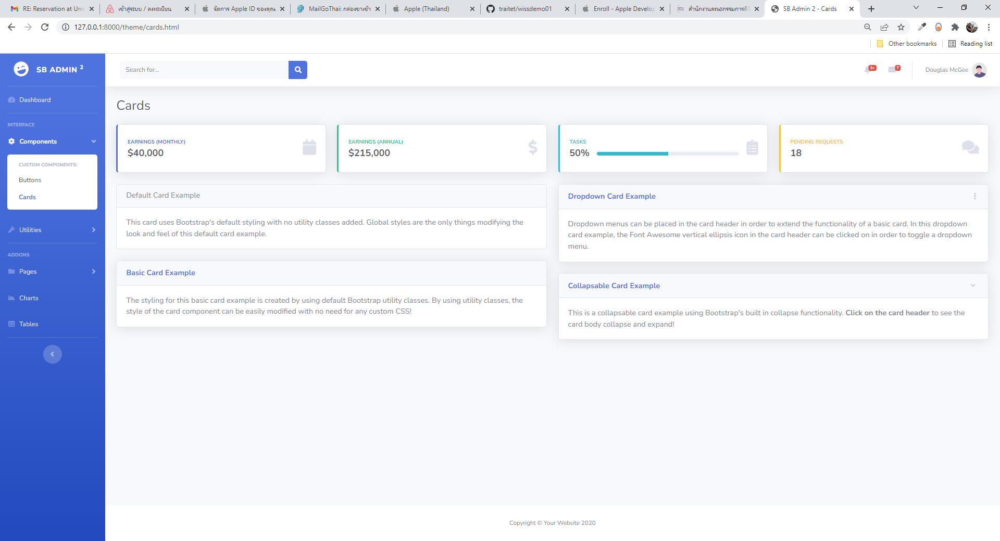 RE: Reservation at Uni
เข้าสู่ระบบ / ลงทะเบียน
จัดการ Apple ID ของคุณ
MailGoThai: กล่องขาเข้า
Apple (Thailand)
traitet/wissdemo01
Enroll - Apple Develop
สำนักงานคณะกรรมการดิจิ
SB Admin 2 - Cards
127.0.0.1:8000/theme/cards.html
Other bookmarks
Reading list
SB ADMIN 2
Search for...
3+
7
Douglas McGee
Dashboard
INTERFACE
Components
CUSTOM COMPONENTS:
Buttons
Cards
Utilities
ADDONS
Pages
Charts
Tables
Cards
EARNINGS (MONTHLY)
$40,000
EARNINGS (ANNUAL)
$215,000
TASKS
50%
PENDING REQUESTS
18
Default Card Example
This card uses Bootstrap's default styling with no utility classes added. Global styles are the only things modifying the
look and feel of this default card example.
Basic Card Example
The styling for this basic card example is created by using default Bootstrap utility classes. By using utility classes, the
style of the card component can be easily modified with no need for any custom CSS!
Dropdown Card Example
Dropdown menus can be placed in the card header in order to extend the functionality of a basic card. In this dropdown
card example, the Font Awesome vertical ellipsis icon in the card header can be clicked on in order to toggle a dropdown
menu.
Collapsable Card Example
This is a collapsable card example using Bootstrap's built in collapse functionality. Click on the card header to see the
card body collapse and expand!
Copyright © Your Website 2020